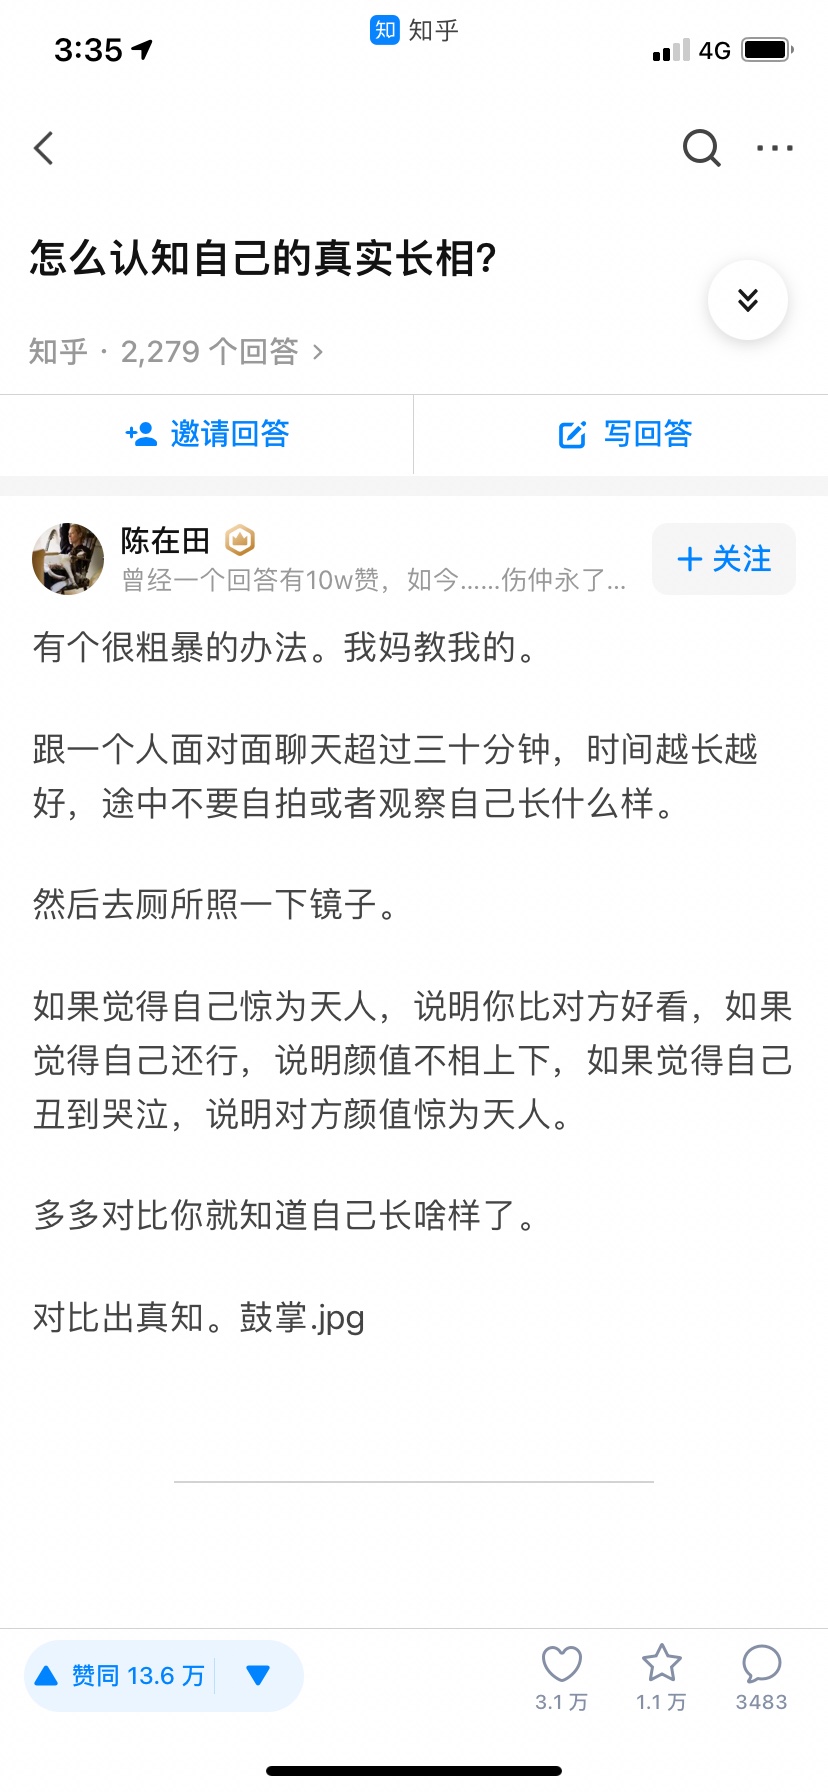 知 知乎
3:35 4G
怎么认知自己的真实长相?
知乎 · 2,279 个回答 >
邀请回答 写回答
陈在田
曾经一个回答有10w赞，如今……伤仲永了...
+ 关注
有个很粗暴的办法。我妈教我的。
跟一个人面对面聊天超过三十分钟，时间越长越
好，途中不要自拍或者观察自己长什么样。
然后去厕所照一下镜子。
如果觉得自己惊为天人，说明你比对方好看，如果
觉得自己还行，说明颜值不相上下，如果觉得自己
丑到哭泣，说明对方颜值惊为天人。
多多对比你就知道自己长啥样了。
对比出真知。鼓掌.jpg
赞同 13.6 万
3.1 万 1.1 万 3483